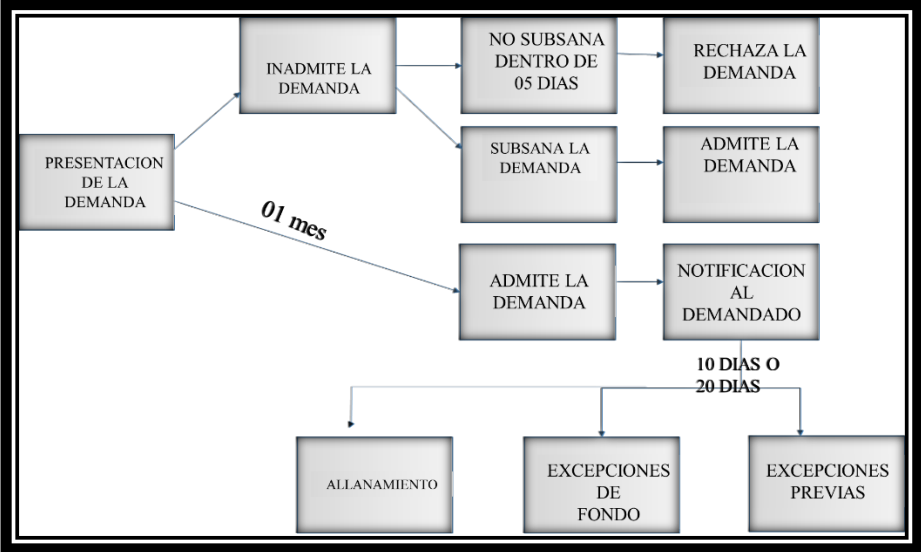 INADMITE LA
DEMANDA
NO SUBSANA
DENTRO DE
05 DIAS
RECHAZA LA
DEMANDA
PRESENTACION
DE LA
DEMANDA
SUBSANA LA
DEMANDA
ADMITE LA
DEMANDA
01 mes
ADMITE LA
DEMANDA
NOTIFICACION
AL
DEMANDADO
10 DIAS O
20 DIAS
ALLANAMIENTO
EXCEPCIONES
DE
FONDO
EXCEPCIONES
PREVIAS